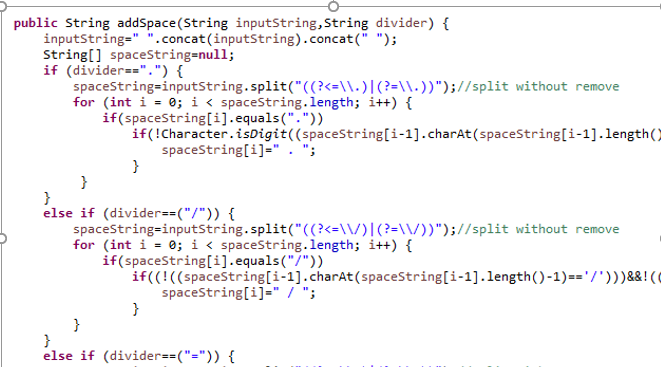 public String addSpace(String inputString,String divider) {
inputString=" ".concat(inputString).concat(" ");
String[] spaceString=null;
if (divider==".") {
spaceString=inputString.split("((?<=\\.)|(?=\\.))");//split without remove
for (int i = 0; i < spaceString.length; i++) {
if(spaceString[i].equals("."))
if(!Character.isDigit((spaceString[i-1].charAt(spaceString[i-1].length()
spaceString[i]=" . ";
}
}
}
else if (divider==("/")) {
spaceString=inputString.split("((?<=\\/)|(?=\\/))");//split without remove
for (int i = 0; i < spaceString.length; i++) {
if(spaceString[i].equals("/"))
if((!((spaceString[i-1].charAt(spaceString[i-1].length()-1)=='/')))&&!((
spaceString[i]=" / ";
}
}
}
else if (divider==("=")) {